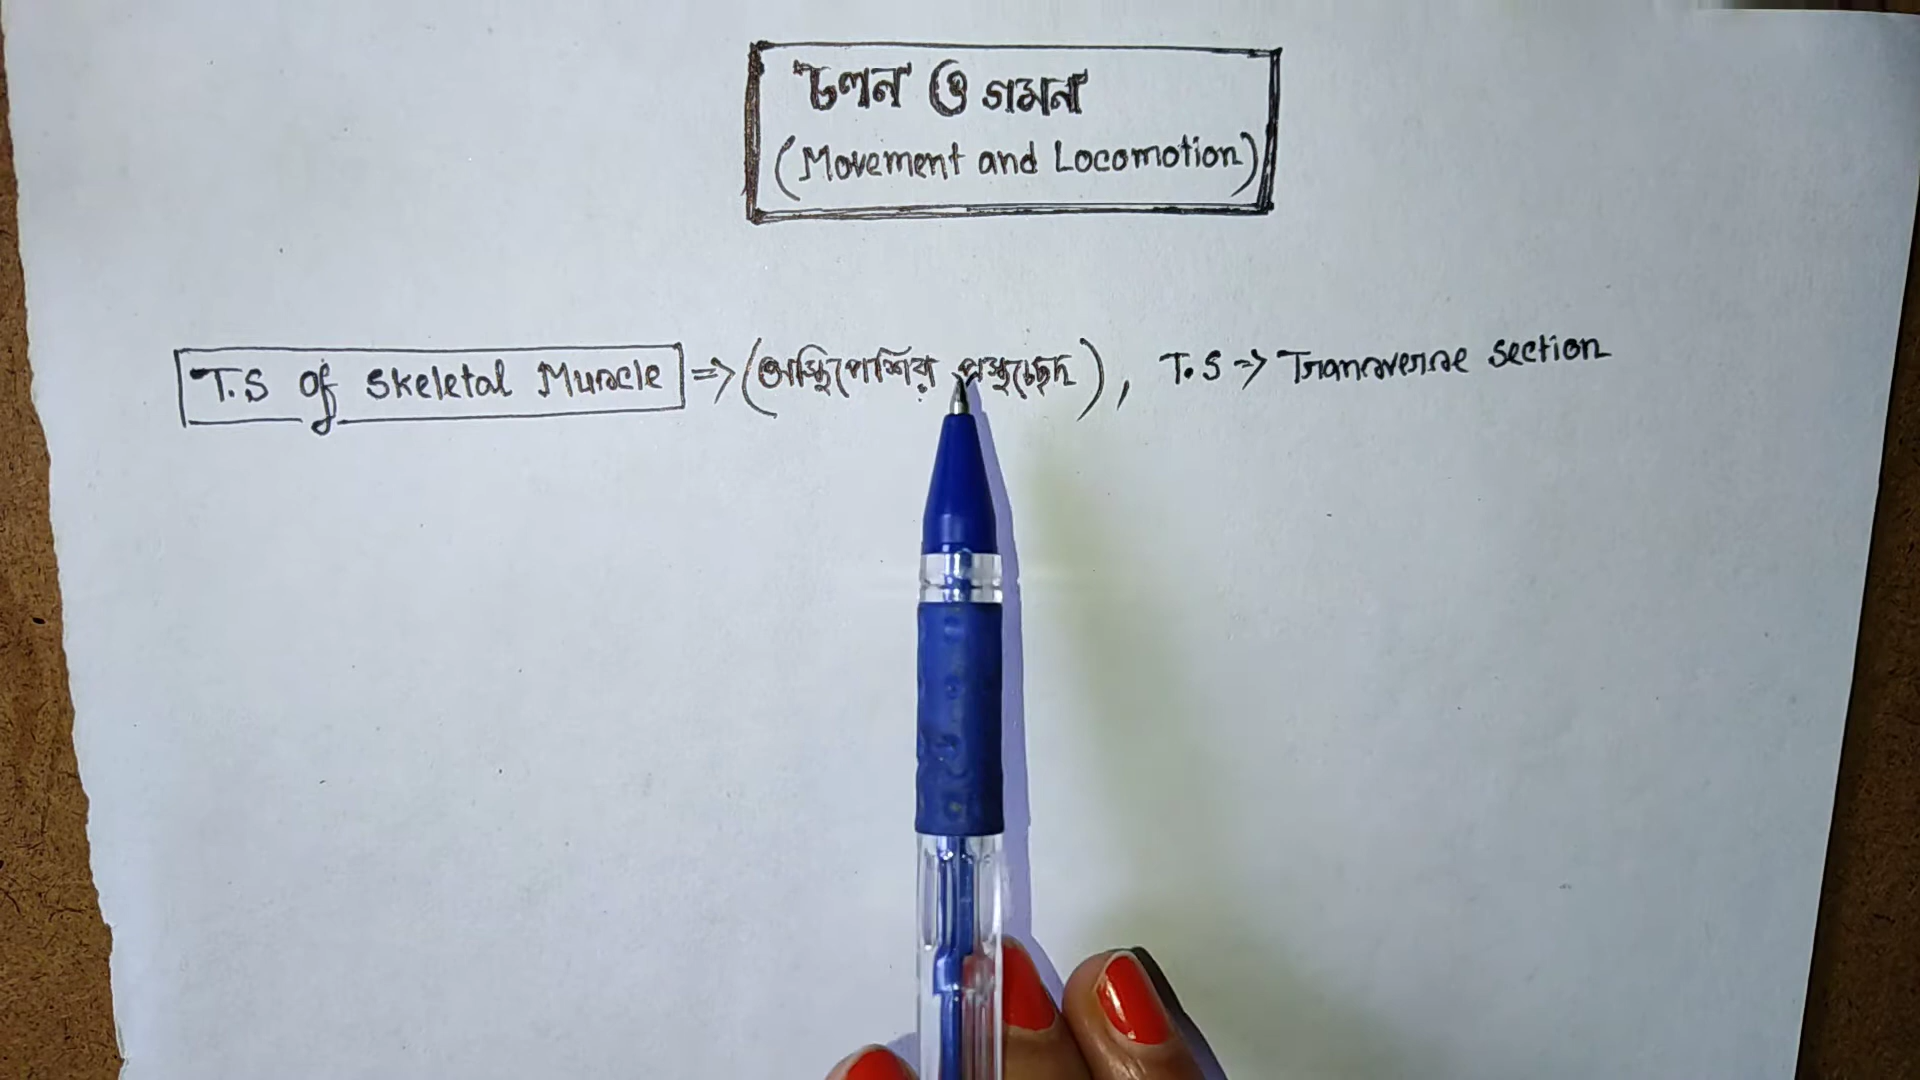 চলন ও গমন
(Movement and Locomotion)
T.S of Skeletal Muscle => (অস্থিপেশির প্রস্থচ্ছেদ), T.S => Transverse section